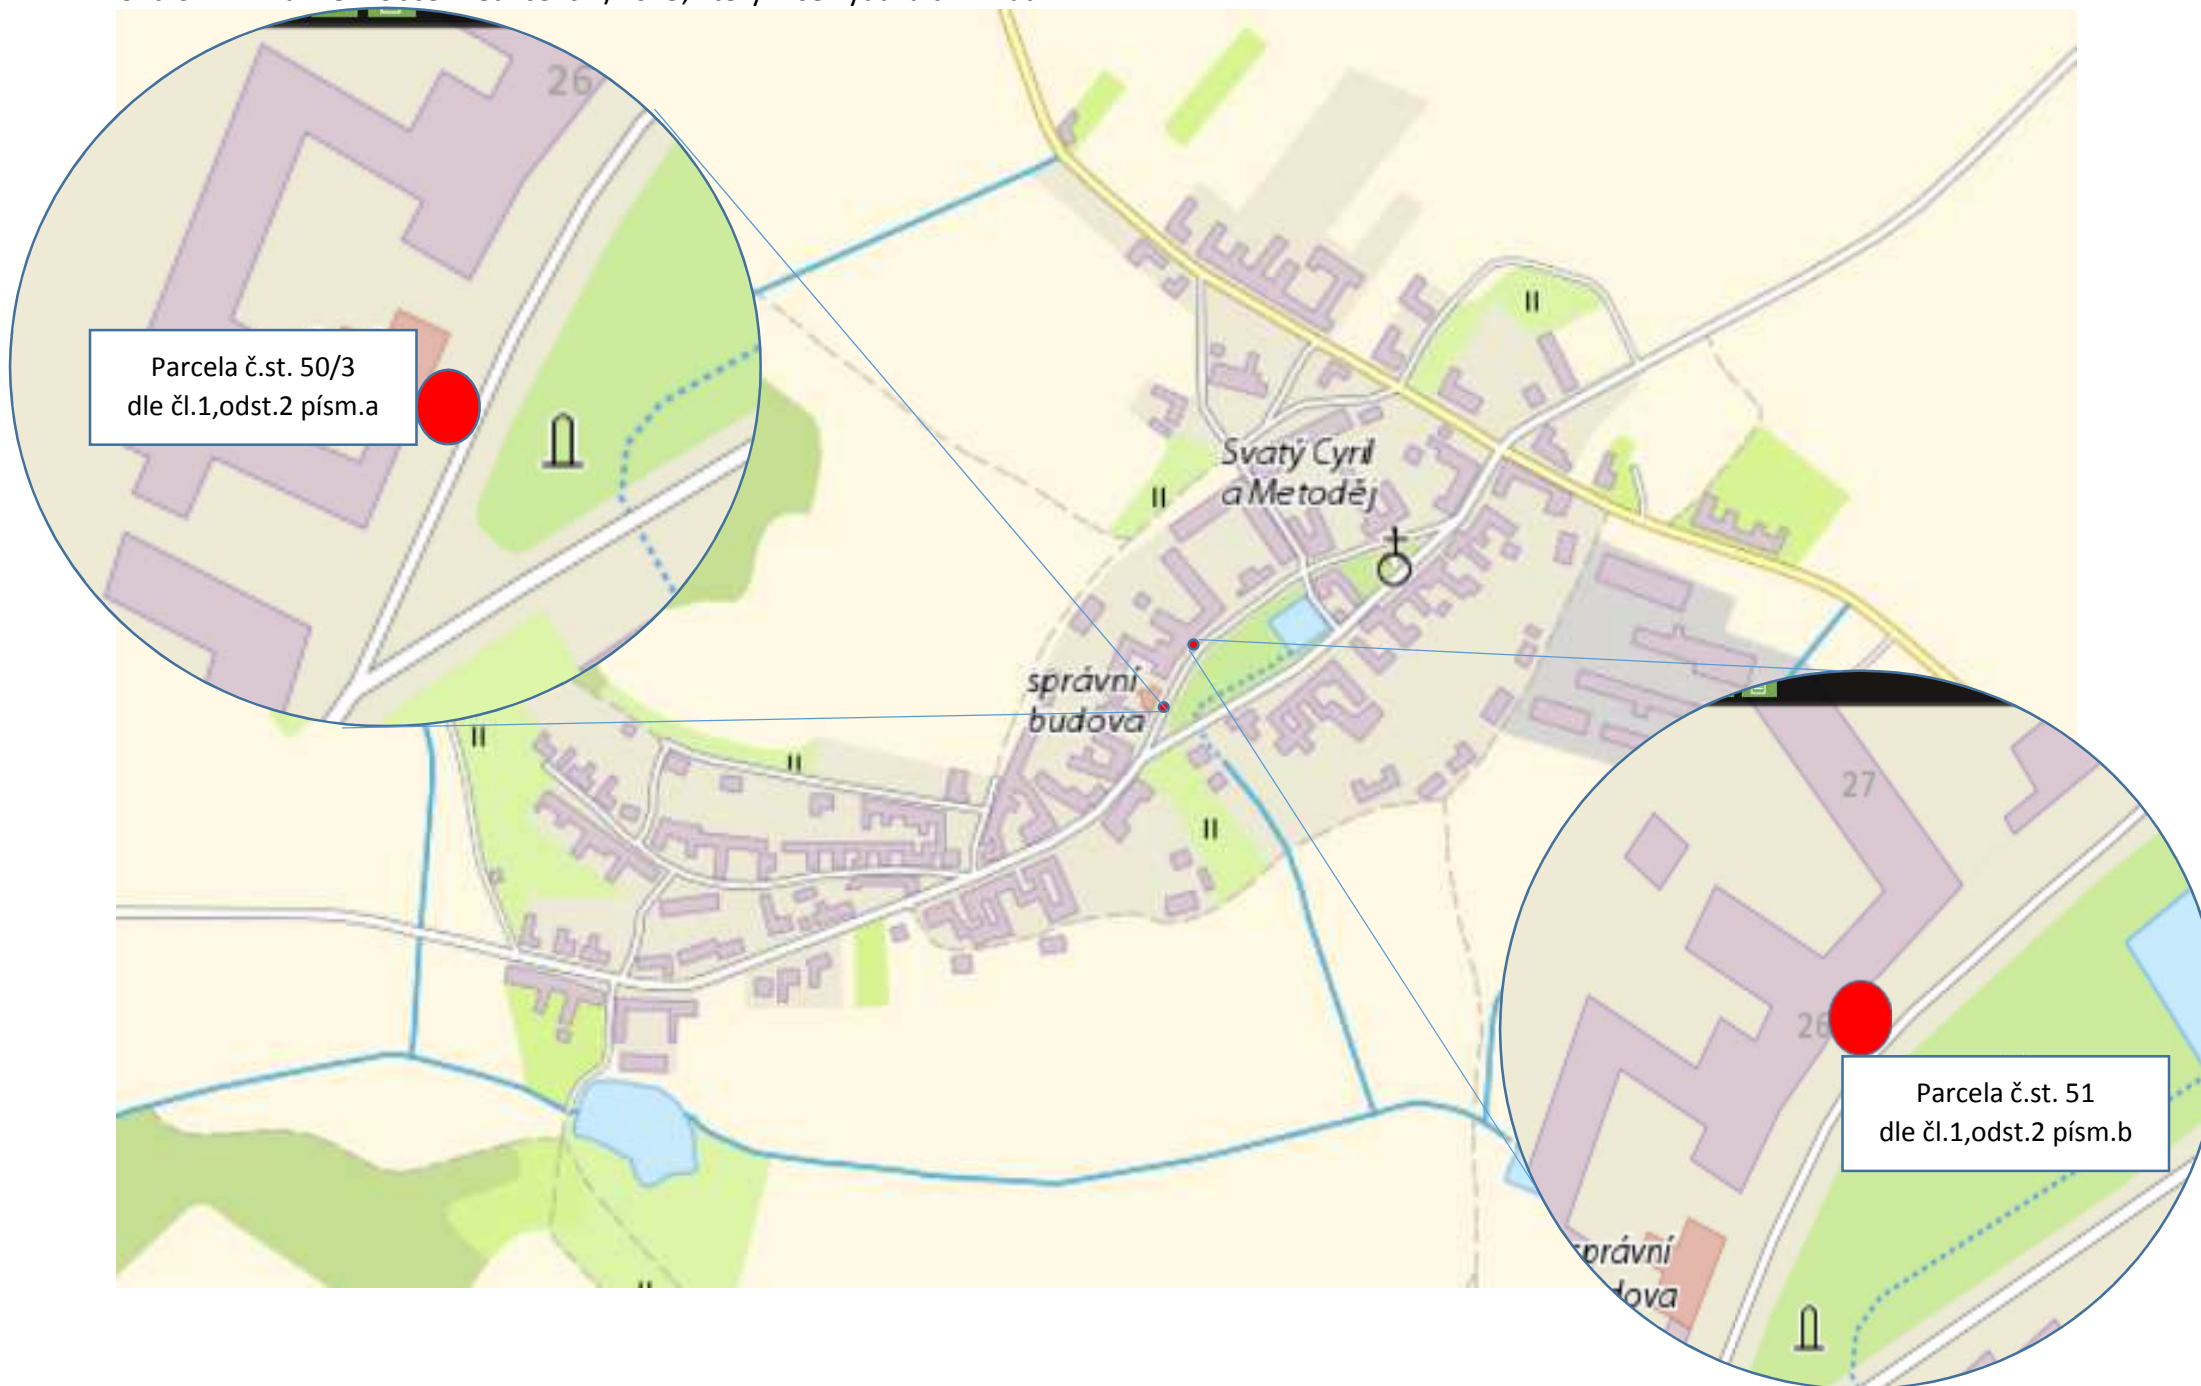 26
Parcela č.st. 50/3
dle čl.1,odst.2 písm.a
Svatý Cyril
a Metoděj
správní
budova
27
26
Parcela č.st. 51
dle čl.1,odst.2 písm.b
správní